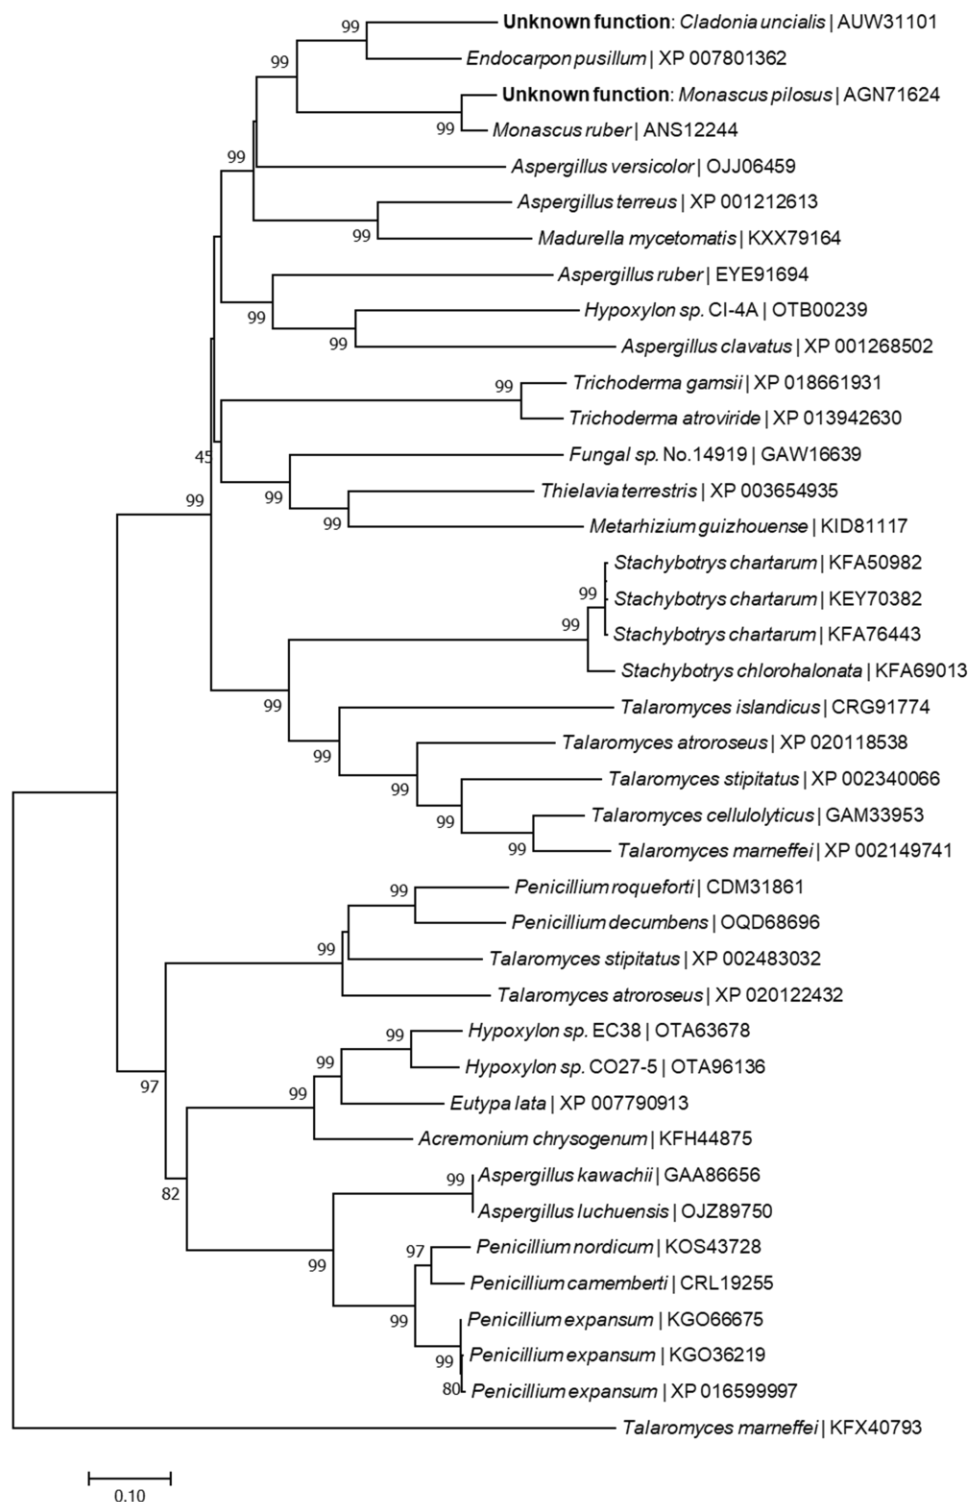 99 Unknown function: Cladonia uncialis | AUW31101
99 Endocarpon pusillum | XP 007801362
Unknown function: Monascus pilosus | AGN71624
99 Monascus ruber | ANS12244
99 Aspergillus versicolor | OJJ06459
Aspergillus terreus | XP 001212613
99 Madurella mycetomatis | KXX79164
Aspergillus ruber | EYE91694
99 Hypoxylon sp. CI-4A | OTB00239
99 Aspergillus clavatus | XP 001268502
99 Trichoderma gamsii | XP 018661931
Trichoderma atroviride | XP 013942630
45 Fungal sp. No.14919 | GAW16639
99 99 Thielavia terrestris | XP 003654935
99 Metarhizium guizhouense | KID81117
Stachybotrys chartarum | KFA50982
99 Stachybotrys chartarum | KEY70382
99 Stachybotrys chartarum | KFA76443
Stachybotrys chlorohalonata | KFA69013
99 Talaromyces islandicus | CRG91774
99 Talaromyces atroroseus | XP 020118538
99 Talaromyces stipitatus | XP 002340066
99 Talaromyces cellulolyticus | GAM33953
99 Talaromyces marneffei | XP 002149741
99 Penicillium roqueforti | CDM31861
Penicillium decumbens | OQD68696
99 Talaromyces stipitatus | XP 002483032
Talaromyces atroroseus | XP 020122432
99 Hypoxylon sp. EC38 | OTA63678
99 Hypoxylon sp. CO27-5 | OTA96136
97 99 Eutypa lata | XP 007790913
Acremonium chrysogenum | KFH44875
99 Aspergillus kawachii | GAA86656
82 Aspergillus luchuensis | OJZ89750
99 97 Penicillium nordicum | KOS43728
Penicillium camemberti | CRL19255
99 Penicillium expansum | KGO66675
99 Penicillium expansum | KGO36219
80 Penicillium expansum | XP 016599997
Talaromyces marneffei | KFX40793
0.10